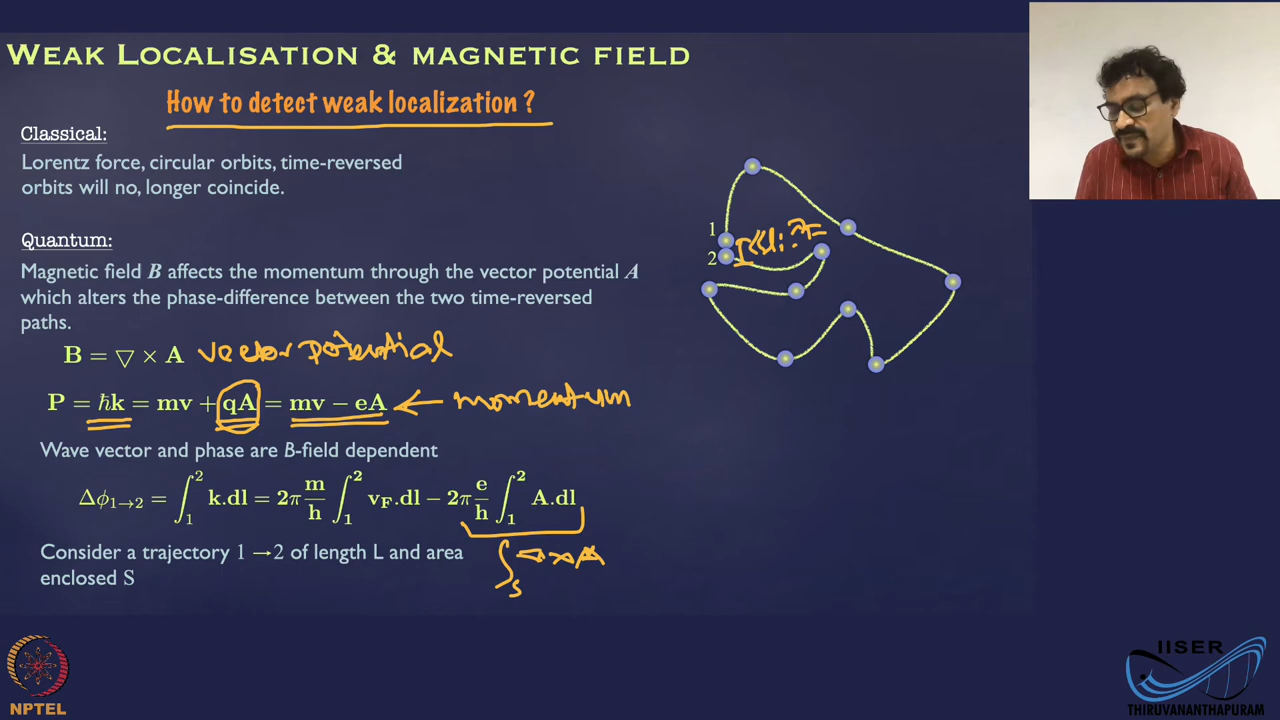 WEAK LOCALISATION & MAGNETIC FIELD
How to detect weak localization ?
Classical:
Lorentz force, circular orbits, time-reversed
orbits will no, longer coincide.
Quantum:
Magnetic field B affects the momentum through the vector potential A
which alters the phase-difference between the two time-reversed
paths.
B = ▽ × A vector potential
P = ℏk = mv + qA = mv − eA ← momentum
Wave vector and phase are B-field dependent
Δϕ₁→₂ = ∫₁² k.dl = 2π m/h ∫₁² v_F.dl − 2π e/h ∫₁² A.dl
∫_S ▽×A
Consider a trajectory 1 →2 of length L and area
enclosed S
1
2
NPTEL
IISER
THIRUVANANTHAPURAM